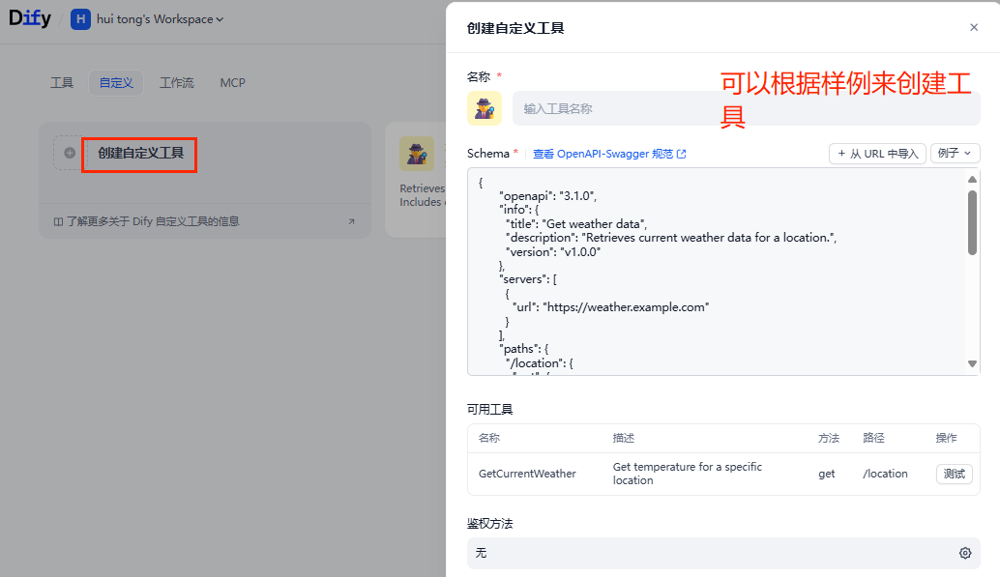 Dify / H hui tong's Workspace
工具 自定义 工作流 MCP
创建自定义工具
了解更多关于 Dify 自定义工具的信息
Retrieves
Includes
创建自定义工具
名称 *
输入工具名称
可以根据样例来创建工
具
Schema * 查看 OpenAPI-Swagger 规范 + 从 URL 中导入 例子
{
"openapi": "3.1.0",
"info": {
"title": "Get weather data",
"description": "Retrieves current weather data for a location.",
"version": "v1.0.0"
},
"servers": [
{
"url": "https://weather.example.com"
}
],
"paths": {
"/location": {
可用工具
名称 描述 方法 路径 操作
GetCurrentWeather Get temperature for a specific get /location 测试
location
鉴权方法
无